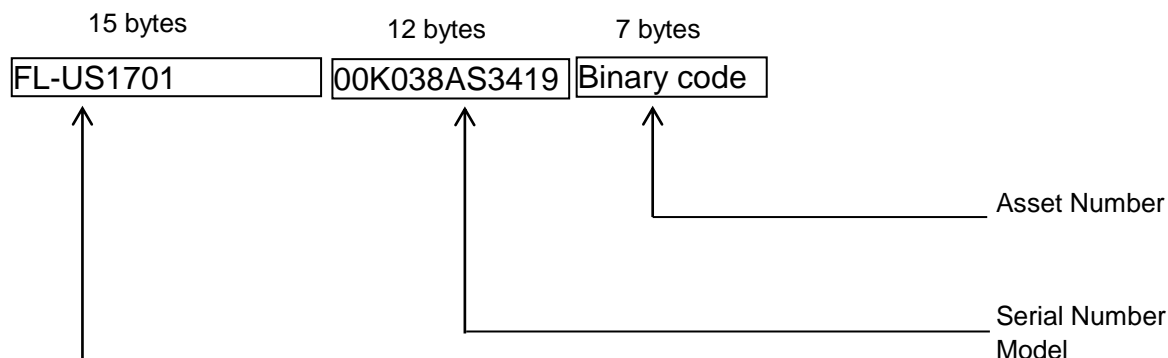 15 bytes 12 bytes 7 bytes
FL-US1701 00K038AS3419 Binary code
Asset Number
Serial Number
Model